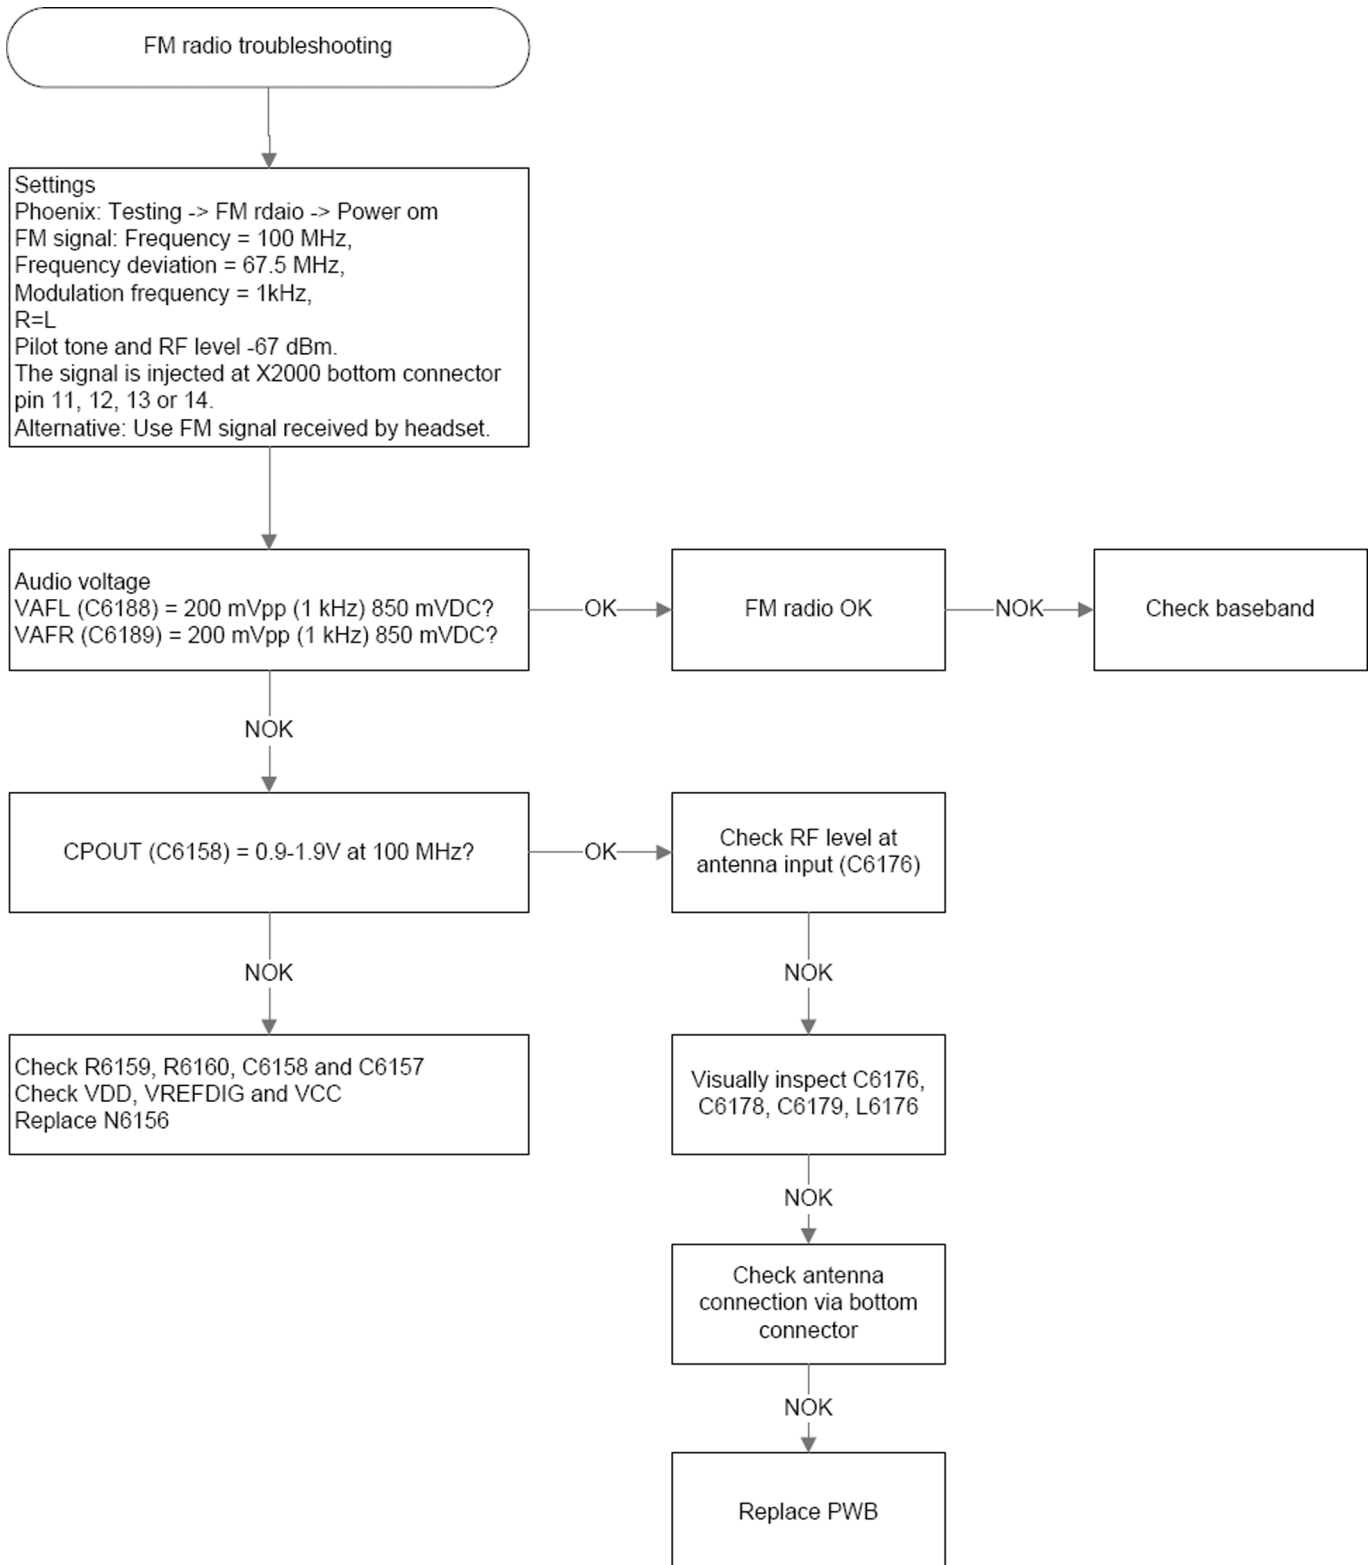 FM radio troubleshooting
Settings
Phoenix: Testing -> FM rdaio -> Power om
FM signal: Frequency = 100 MHz,
Frequency deviation = 67.5 MHz,
Modulation frequency = 1kHz,
R=L
Pilot tone and RF level -67 dBm.
The signal is injected at X2000 bottom connector
pin 11, 12, 13 or 14.
Alternative: Use FM signal received by headset.
Audio voltage
VAFL (C6188) = 200 mVpp (1 kHz) 850 mVDC?
VAFR (C6189) = 200 mVpp (1 kHz) 850 mVDC?
OK
FM radio OK
NOK
Check baseband
NOK
CPOUT (C6158) = 0.9-1.9V at 100 MHz?
OK
Check RF level at
antenna input (C6176)
NOK
NOK
Check R6159, R6160, C6158 and C6157
Check VDD, VREFDIG and VCC
Replace N6156
Visually inspect C6176,
C6178, C6179, L6176
NOK
Check antenna
connection via bottom
connector
NOK
Replace PWB